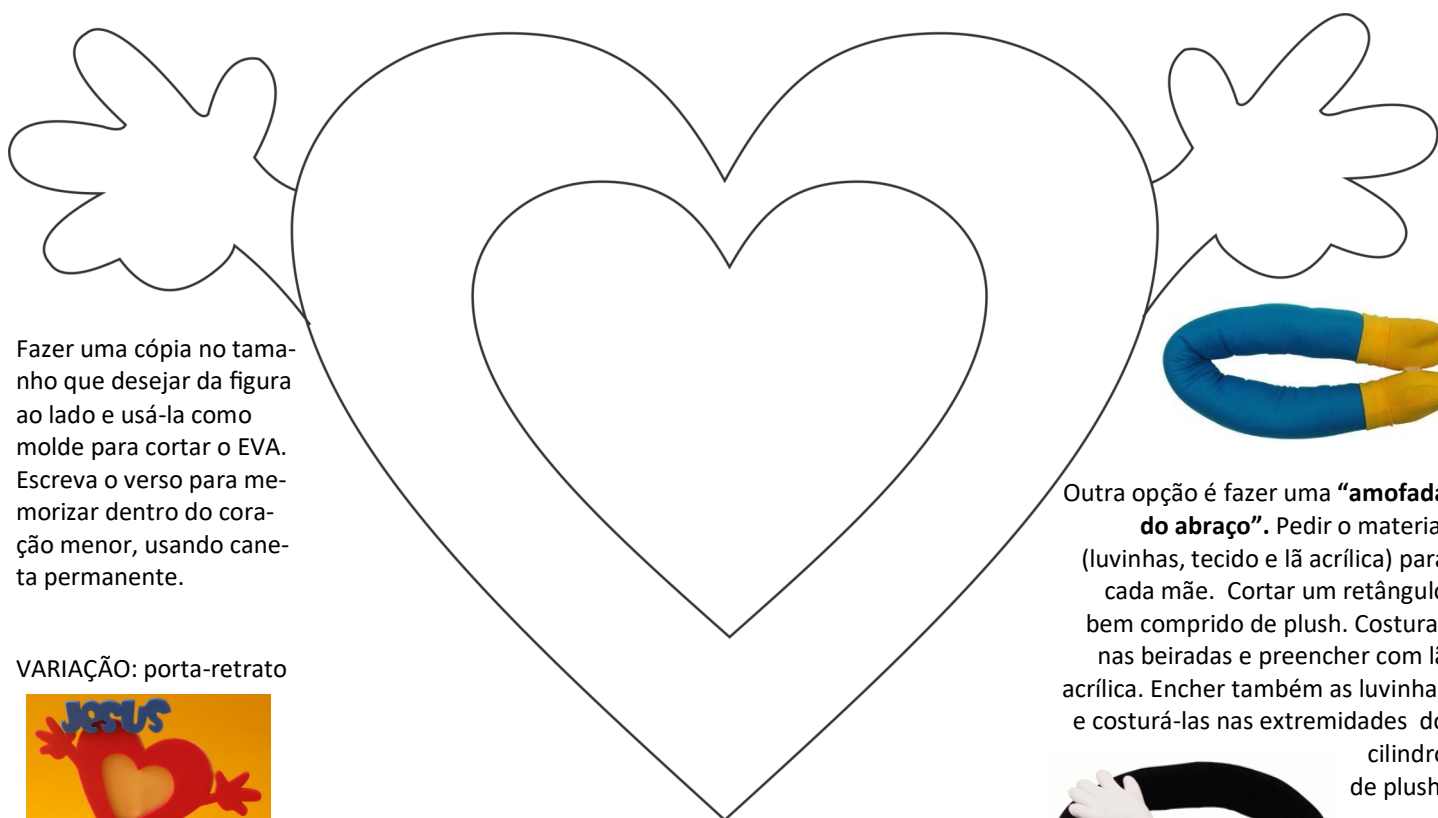 Fazer uma cópia no tama-
nho que desejar da figura
ao lado e usá-la como
molde para cortar o EVA.
Escreva o verso para me-
morizar dentro do cora-
ção menor, usando cane-
ta permanente.
VARIAÇÃO: porta-retrato
JESUS
Outra opção é fazer uma “amofada
do abraço”. Pedir o materia
(luvinhas, tecido e lã acrílica) para
cada mãe. Cortar um retângulo
bem comprido de plush. Costura
nas beiradas e preencher com lã
acrílica. Encher também as luvinha
e costurá-las nas extremidades do
cilindro
de plush